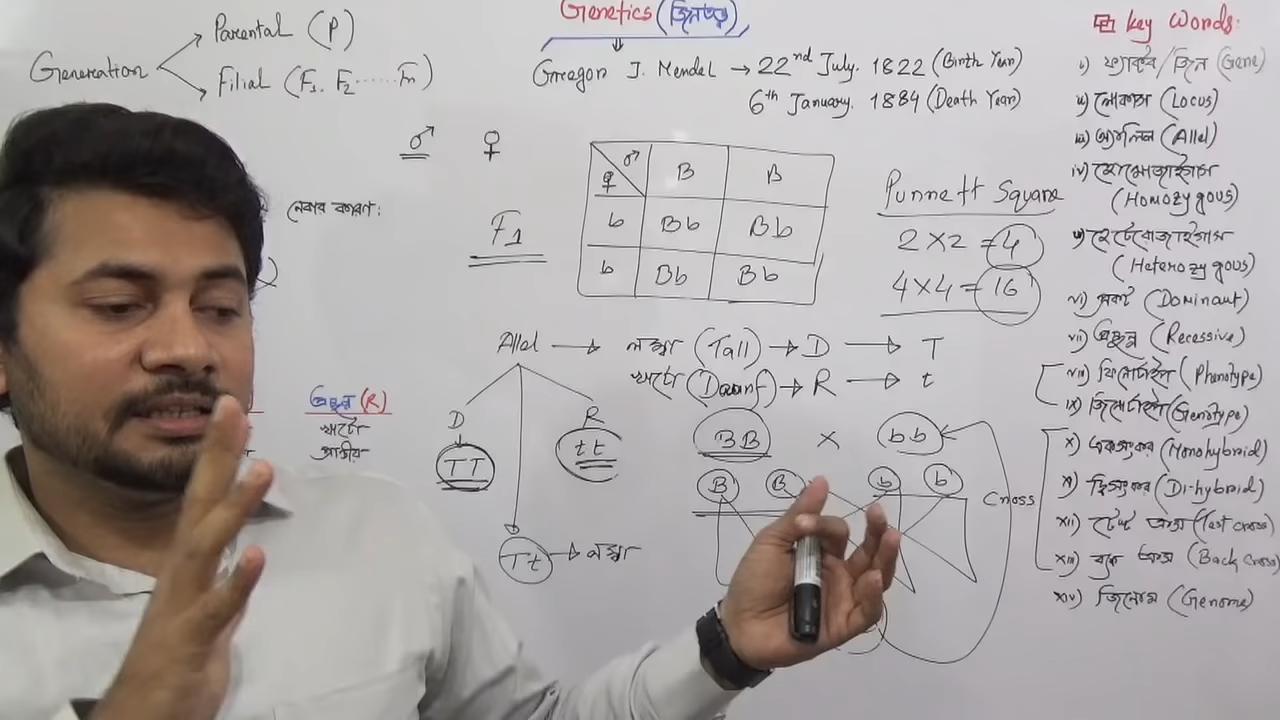 Genetics (জিনতত্ত্ব)
Generation
Parental (P)
Filial (F1, F2 ...... Fn)
Gregor J. Mendel → 22nd July. 1822 (Birth Year)
6th January. 1884 (Death Year)
♂ ♀
নেবার কারণ:
F1
♀ ♂ B B
b Bb Bb
b Bb Bb
Punnett Square
2×2 = 4
4×4 = 16
Allel → লম্বা (Tall) → D → T
খাটো (Dwarf) → R → t
D R
TT tt
Tt → লম্বা
BB × bb
B B b b
Cross
প্রচ্ছন্ন (R)
খাটো
Key Words:
i) ফ্যাক্টর/জিন (Gene)
ii) লোকাস (Locus)
iii) অ্যালিল (Allel)
iv) হোমোজাইগাস
(Homozygous)
v) হেটেরোজাইগাস
(Heterozygous)
vi) প্রকট (Dominant)
vii) প্রচ্ছন্ন (Recessive)
viii) ফিনোটাইপ (Phenotype)
ix) জিনোটাইপ (Genotype)
x) একসংকর (Monohybrid)
xi) দ্বিসংকর (Di-hybrid)
xii) টেস্ট ক্রস (Test cross)
xiii) ব্যাক ক্রস (Back cross)
xiv) জিনোম (Genome)